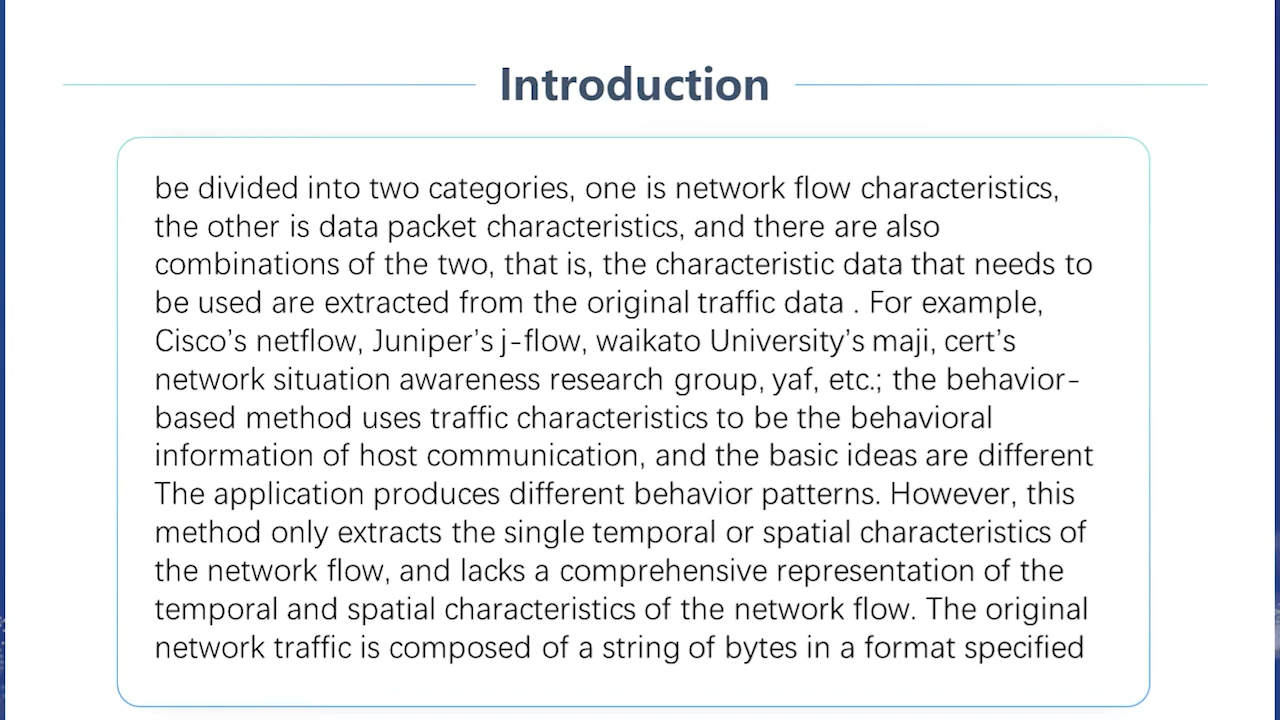 Introduction
be divided into two categories, one is network flow characteristics,
the other is data packet characteristics, and there are also
combinations of the two, that is, the characteristic data that needs to
be used are extracted from the original traffic data . For example,
Cisco’s netflow, Juniper’s j-flow, waikato University’s maji, cert’s
network situation awareness research group, yaf, etc.; the behavior-
based method uses traffic characteristics to be the behavioral
information of host communication, and the basic ideas are different
The application produces different behavior patterns. However, this
method only extracts the single temporal or spatial characteristics of
the network flow, and lacks a comprehensive representation of the
temporal and spatial characteristics of the network flow. The original
network traffic is composed of a string of bytes in a format specified